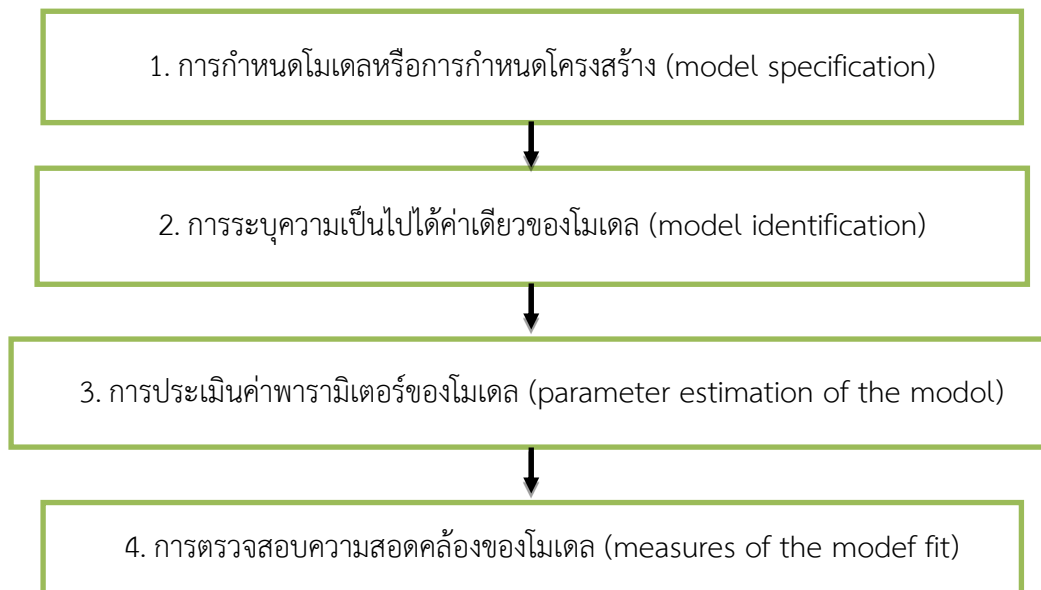 1. การกำหนดโมเดลหรือการกำหนดโครงสร้าง (model specification)
2. การระบุความเป็นไปได้ค่าเดียวของโมเดล (model identification)
3. การประเมินค่าพารามิเตอร์ของโมเดล (parameter estimation of the modol)
4. การตรวจสอบความสอดคล้องของโมเดล (measures of the modef fit)